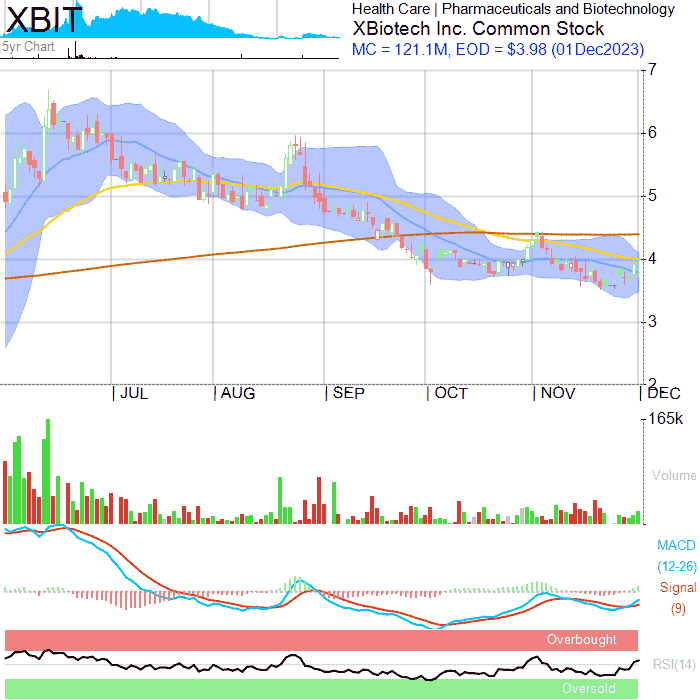 XBIT
5yr Chart
Health Care | Pharmaceuticals and Biotechnology
XBiotech Inc. Common Stock
MC = 121.1M, EOD = $3.98 (01Dec2023)
7
6
5
4
3
2
JUL
AUG
SEP
OCT
NOV
DEC
165k
Volume
MACD
(12-26)
Signal
(9)
Overbought
RSI(14)
Oversold